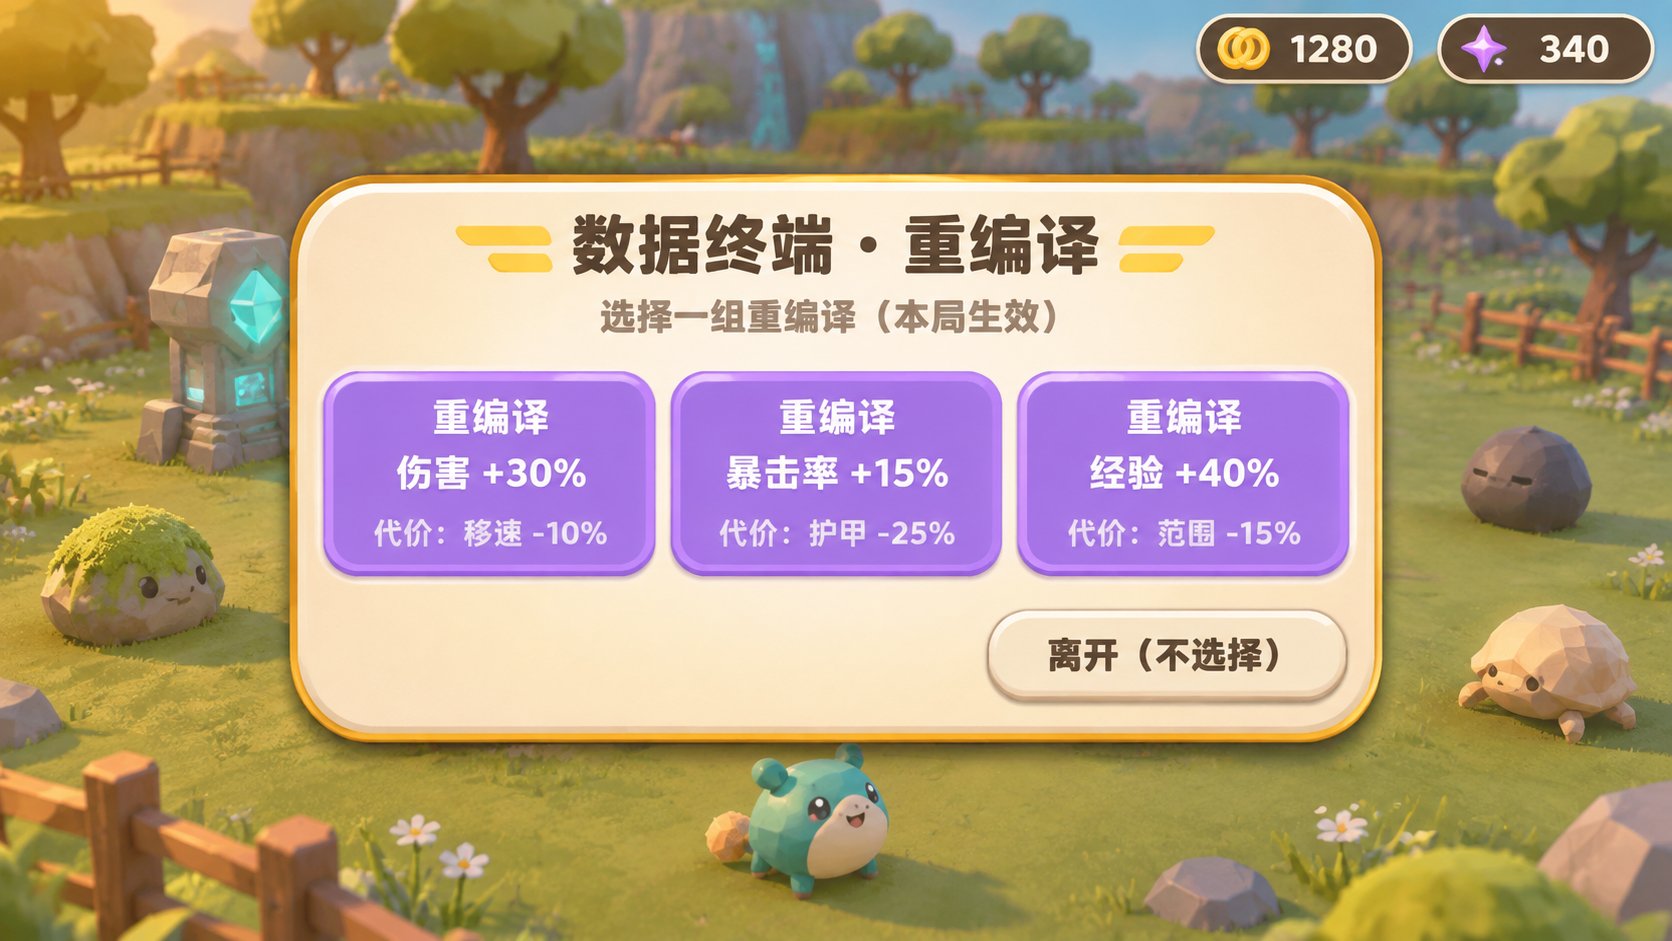 1280
340
数据终端·重编译
选择一组重编译（本局生效）
重编译
伤害 +30%
代价：移速 -10%
重编译
暴击率 +15%
代价：护甲 -25%
重编译
经验 +40%
代价：范围 -15%
离开（不选择）